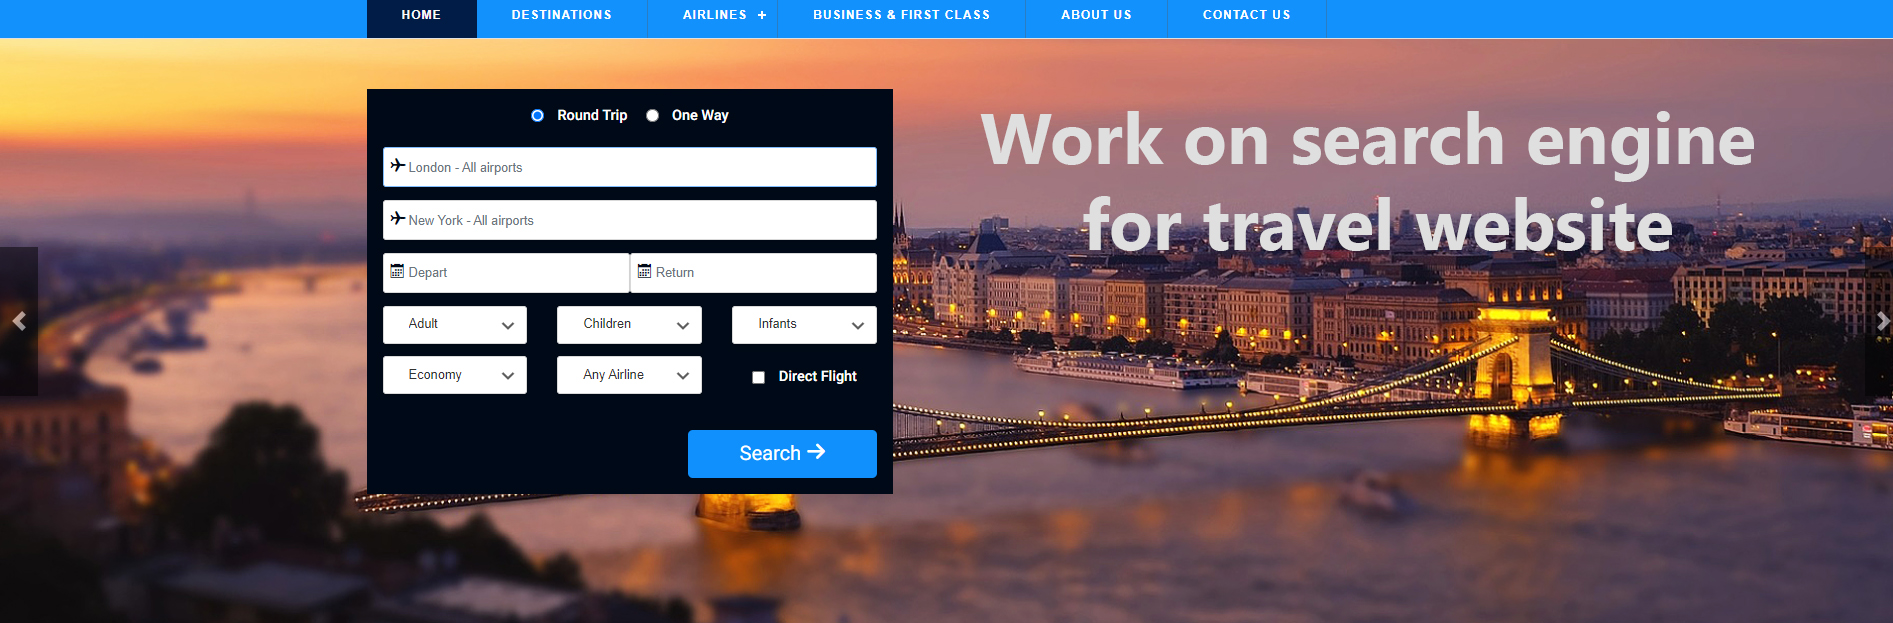 HOME DESTINATIONS AIRLINES + BUSINESS & FIRST CLASS ABOUT US CONTACT US
Round Trip One Way
London - All airports
New York - All airports
Depart Return
Adult Children Infants
Economy Any Airline Direct Flight
Search
Work on search engine
for travel website